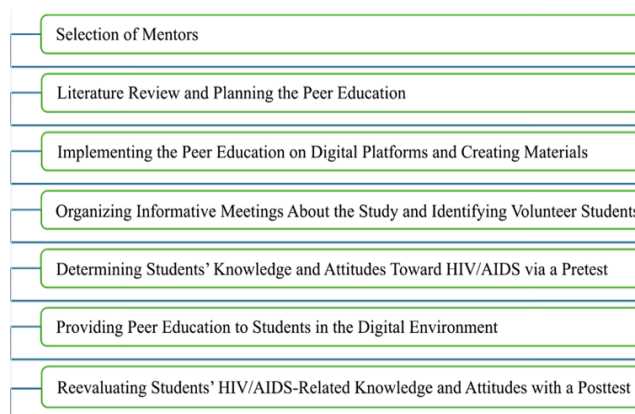 Selection of Mentors
Literature Review and Planning the Peer Education
Implementing the Peer Education on Digital Platforms and Creating Materials
Organizing Informative Meetings About the Study and Identifying Volunteer Students
Determining Students’ Knowledge and Attitudes Toward HIV/AIDS via a Pretest
Providing Peer Education to Students in the Digital Environment
Reevaluating Students’ HIV/AIDS-Related Knowledge and Attitudes with a Posttest